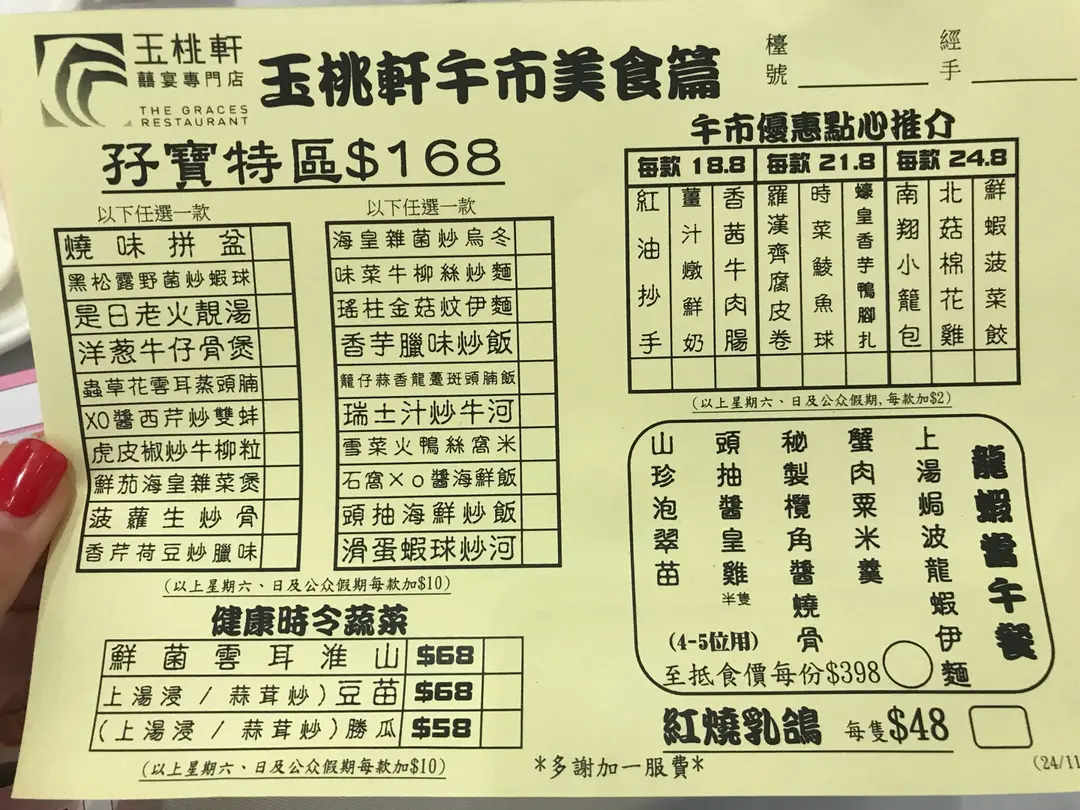 玉桃軒
囍宴專門店
THE GRACES
RESTAURANT
玉桃軒午市美食篇
檯號
經手
孖寶特區$168
以下任選一款
燒味拼盆
黑松露野菌炒蝦球
是日老火靚湯
洋蔥牛仔骨煲
蟲草花雲耳蒸頭腩
XO醬西芹炒雙蚌
虎皮椒炒牛柳粒
鮮茄海皇雜菜煲
菠蘿生炒骨
香芹荷豆炒臘味
以下任選一款
海皇雜菌炒烏冬
味菜牛柳絲炒麵
瑤柱金菇炆伊麵
香芋臘味炒飯
籠仔蒜香龍躉斑頭腩飯
瑞士汁炒牛河
雪菜火鴨絲窩米
石窩Xo醬海鮮飯
頭抽海鮮炒飯
滑蛋蝦球炒河
(以上星期六、日及公众假期每款加$10)
健康時令蔬菜
鮮菌雲耳淮山 $68
上湯浸 / 蒜茸炒) 豆苗 $68
(上湯浸 / 蒜茸炒) 勝瓜 $58
(以上星期六、日及公众假期每款加$10)
午市優惠點心推介
每款 18.8 每款 21.8 每款 24.8
紅油抄手
薑汁燉鮮奶
香茜牛肉腸
羅漢齊腐皮卷
時菜鯪魚球
蠔皇香芋鴨腳扎
南翔小籠包
北菇棉花雞
鮮蝦菠菜餃
(以上星期六、日及公众假期,每款加$2)
龍蝦當午餐
上湯焗波龍蝦伊麵
蟹肉粟米羹
秘製欖角醬燒骨
頭抽醬皇雞半隻
山珍泡翠苗
(4-5位用)
至抵食價每份$398
紅燒乳鴿 每隻$48
*多謝加一服費*
(24/11